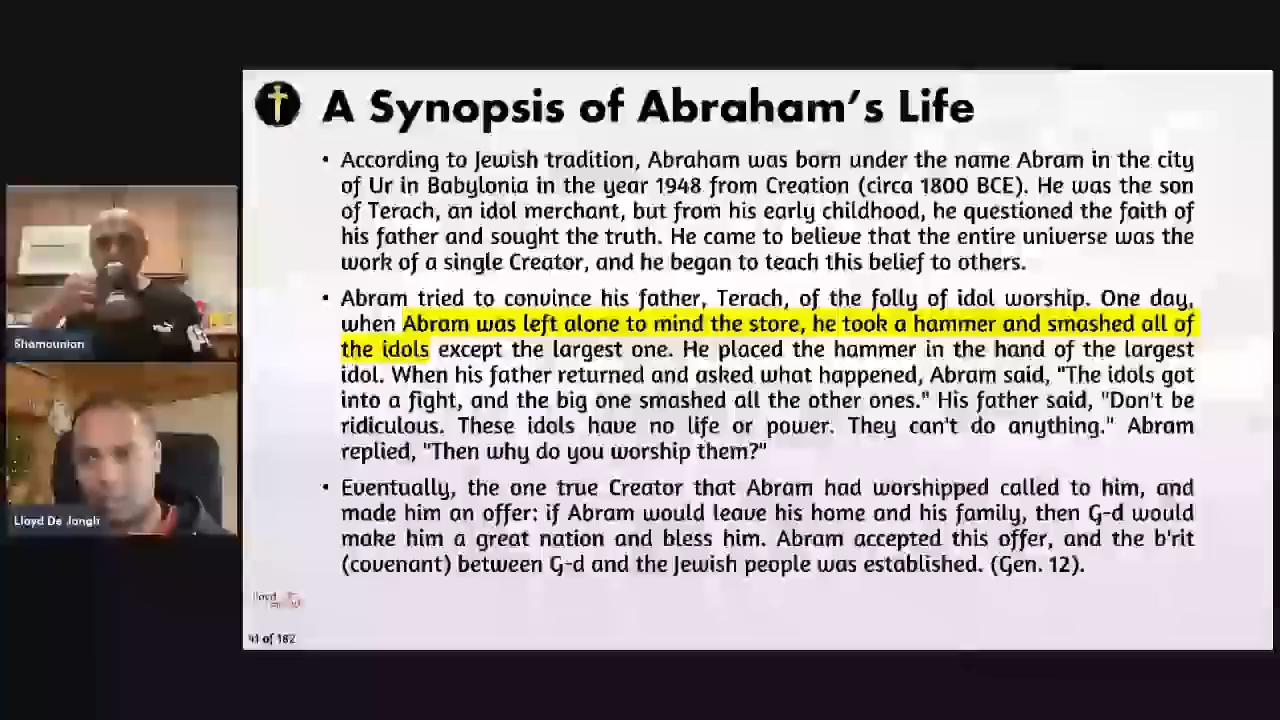 A Synopsis of Abraham's Life
• According to Jewish tradition, Abraham was born under the name Abram in the city
of Ur in Babylonia in the year 1948 from Creation (circa 1800 BCE). He was the son
of Terach, an idol merchant, but from his early childhood, he questioned the faith of
his father and sought the truth. He came to believe that the entire universe was the
work of a single Creator, and he began to teach this belief to others.
• Abram tried to convince his father, Terach, of the folly of idol worship. One day,
when Abram was left alone to mind the store, he took a hammer and smashed all of
the idols except the largest one. He placed the hammer in the hand of the largest
idol. When his father returned and asked what happened, Abram said, "The idols got
into a fight, and the big one smashed all the other ones." His father said, "Don't be
ridiculous. These idols have no life or power. They can't do anything." Abram
replied, "Then why do you worship them?"
• Eventually, the one true Creator that Abram had worshipped called to him, and
made him an offer: if Abram would leave his home and his family, then G-d would
make him a great nation and bless him. Abram accepted this offer, and the b'rit
(covenant) between G-d and the Jewish people was established. (Gen. 12).
Shamounian
Lloyd De Jongh
lloyd
41 of 182